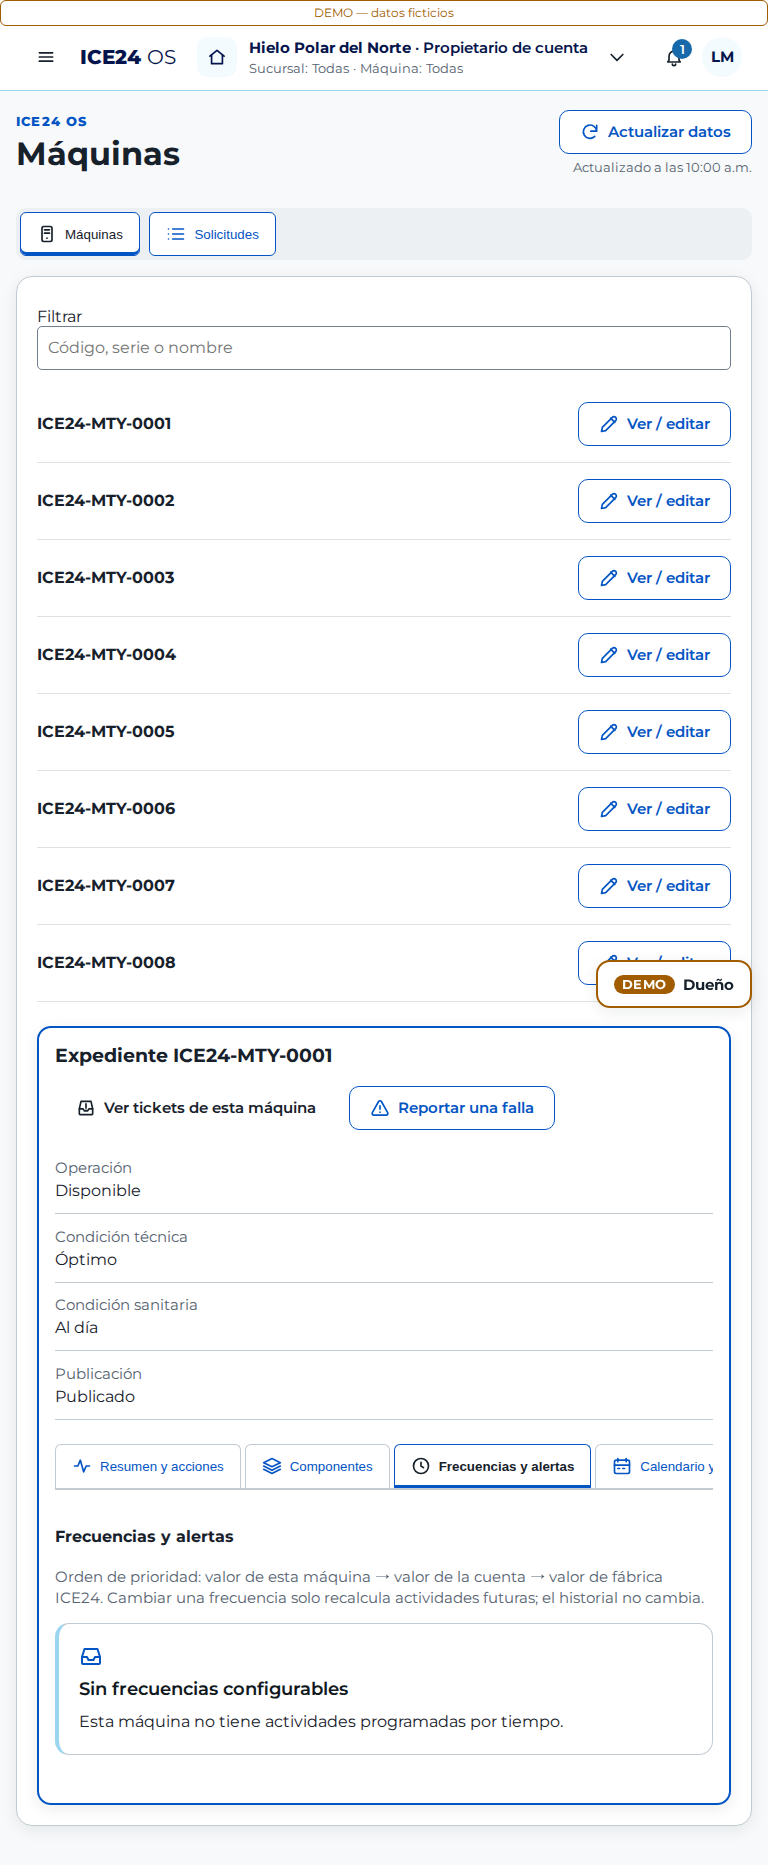 DEMO — datos ficticios
ICE24 OS
Hielo Polar del Norte · Propietario de cuenta
Sucursal: Todas · Máquina: Todas
1
LM
ICE24 OS
Máquinas
Actualizar datos
Actualizado a las 10:00 a.m.
Máquinas
Solicitudes
Filtrar
Código, serie o nombre
ICE24-MTY-0001
Ver / editar
ICE24-MTY-0002
Ver / editar
ICE24-MTY-0003
Ver / editar
ICE24-MTY-0004
Ver / editar
ICE24-MTY-0005
Ver / editar
ICE24-MTY-0006
Ver / editar
ICE24-MTY-0007
Ver / editar
ICE24-MTY-0008
DEMO Dueño
Expediente ICE24-MTY-0001
Ver tickets de esta máquina
Reportar una falla
Operación
Disponible
Condición técnica
Óptimo
Condición sanitaria
Al día
Publicación
Publicado
Resumen y acciones
Componentes
Frecuencias y alertas
Calendario y
Frecuencias y alertas
Orden de prioridad: valor de esta máquina → valor de la cuenta → valor de fábrica
ICE24. Cambiar una frecuencia solo recalcula actividades futuras; el historial no cambia.
Sin frecuencias configurables
Esta máquina no tiene actividades programadas por tiempo.